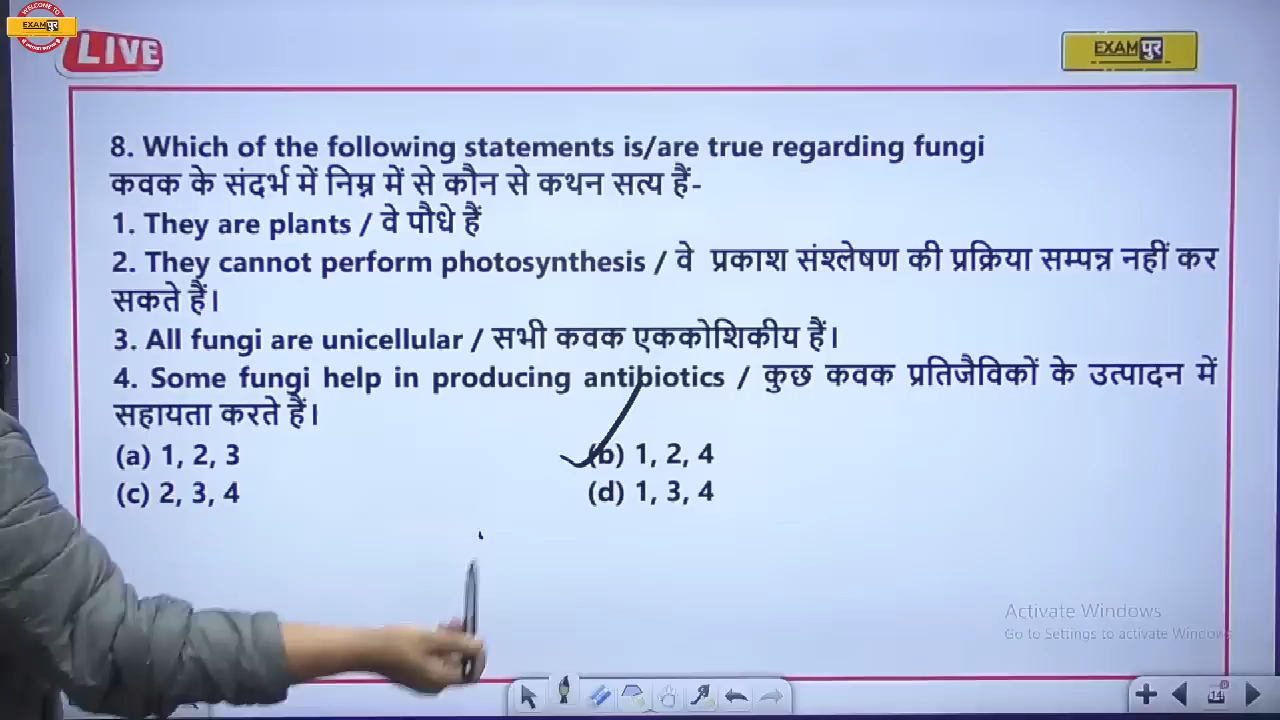 WELCOME TO
EXAMपुर
LIVE
EXAMपुर
8. Which of the following statements is/are true regarding fungi
कवक के संदर्भ में निम्न में से कौन से कथन सत्य हैं-
1. They are plants / वे पौधे हैं
2. They cannot perform photosynthesis / वे प्रकाश संश्लेषण की प्रक्रिया सम्पन्न नहीं कर
सकते हैं।
3. All fungi are unicellular / सभी कवक एककोशिकीय हैं।
4. Some fungi help in producing antibiotics / कुछ कवक प्रतिजैविकों के उत्पादन में
सहायता करते हैं।
(a) 1, 2, 3 (b) 1, 2, 4
(c) 2, 3, 4 (d) 1, 3, 4
Activate Windows
Go to Settings to activate Windows
14